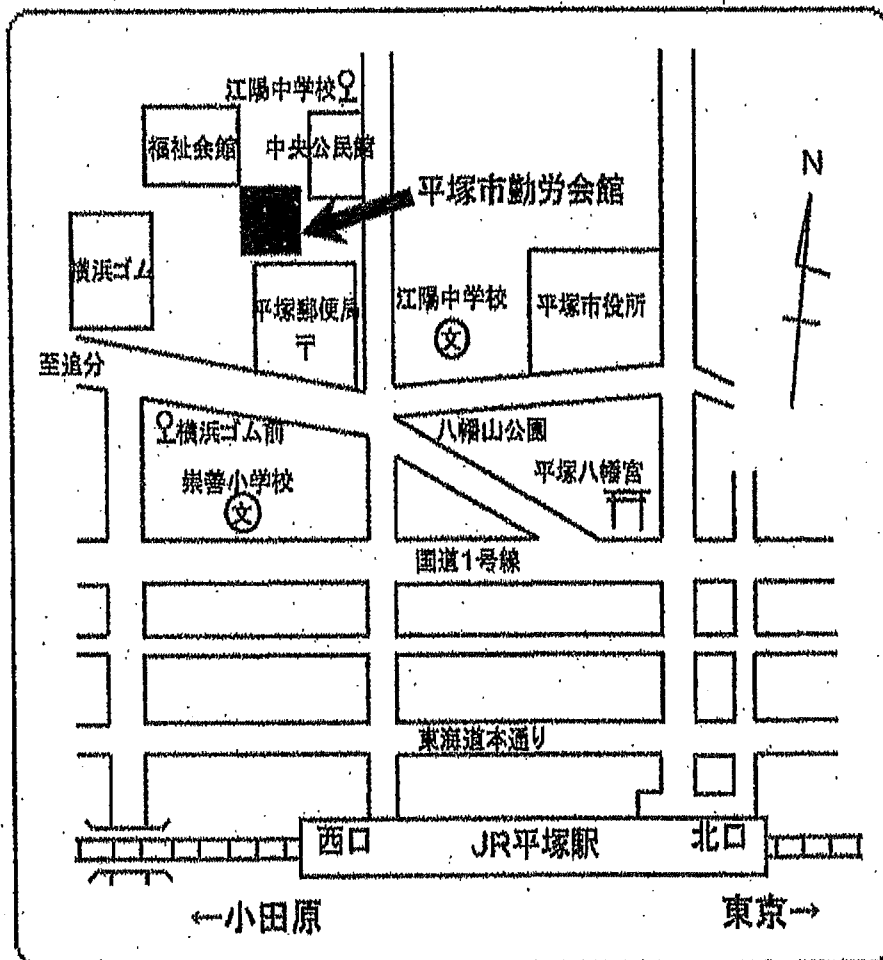 江陽中学校
福祉会館
中央公民館
N
平塚市勤労会館
横浜ゴム
平塚郵便局
〒
江陽中学校
文
平塚市役所
至追分
横浜ゴム前
八幡山公園
崇善小学校
文
平塚八幡宮
国道1号線
東海道本通り
西口
JR平塚駅
北口
←小田原
東京→